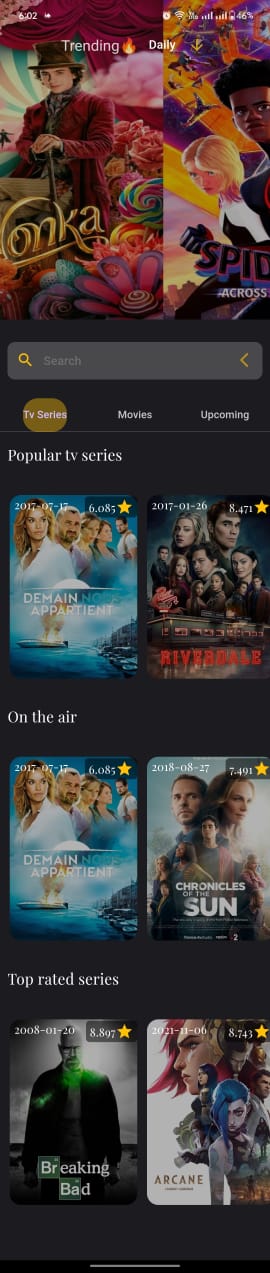 6:02
46%
Trending🔥 Daily
Wonka
SPID
ACROSS
Search
Tv Series Movies Upcoming
Popular tv series
2017-07-17 6.085
DEMAIN NOUS
APPARTIENT
2017-01-26 8.471
RIVERDALE
On the air
2017-07-17 6.085
DEMAIN NOUS
APPARTIENT
2018-08-27 7.491
CHRONICLES
OF THE
SUN
Top rated series
2008-01-20 8.897
Breaking
Bad
2021-11-06 8.743
ARCANE